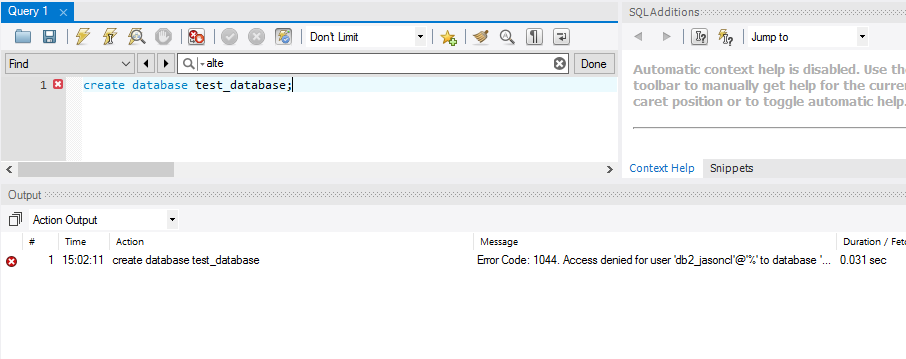 Query 1
SQLAdditions
Don't Limit
Jump to
Find
alte
Done
1 create database test_database;
Automatic context help is disabled. Use the
toolbar to manually get help for the curre
caret position or to toggle automatic help.
Context Help Snippets
Output
Action Output
# Time Action Message Duration / Fet
1 15:02:11 create database test_database Error Code: 1044. Access denied for user 'db2_jasoncl'@'%' to database '... 0.031 sec